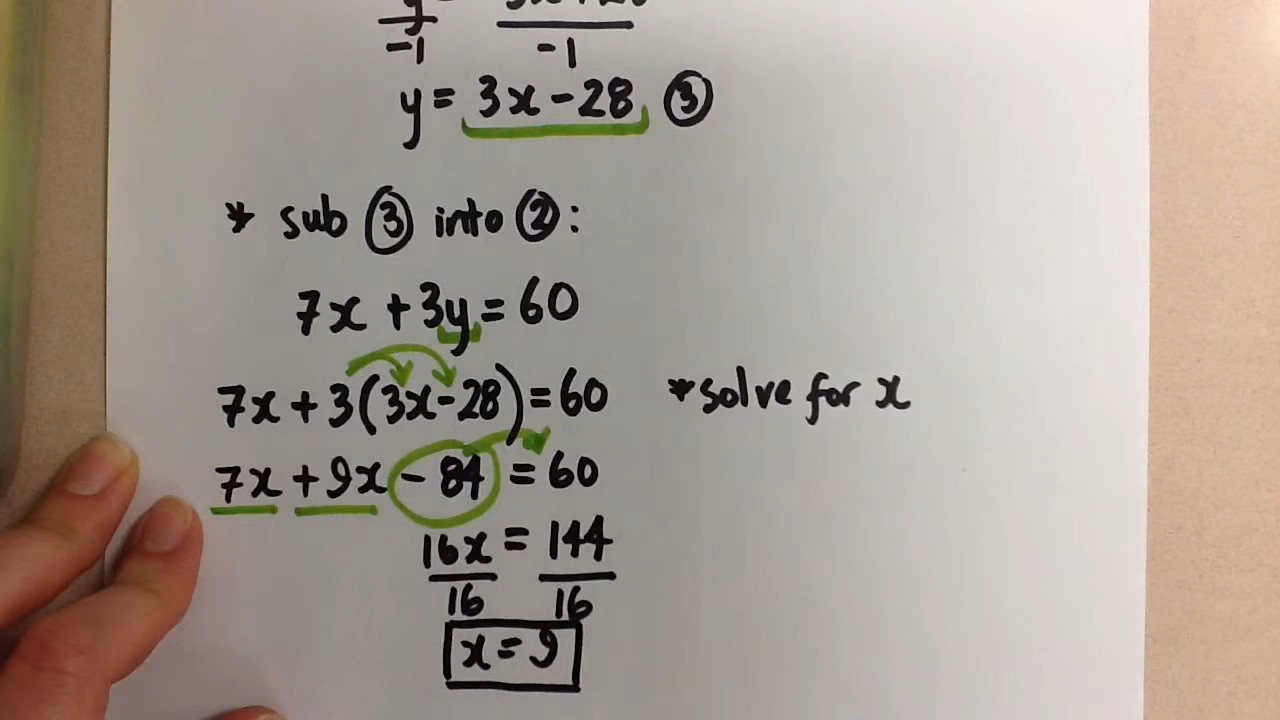 -1 -1
y = 3x - 28 ③
* sub ③ into ②:
7x + 3y = 60
7x + 3(3x - 28) = 60 * solve for x
7x + 9x - 84 = 60
16x = 144
16 16
x = 9